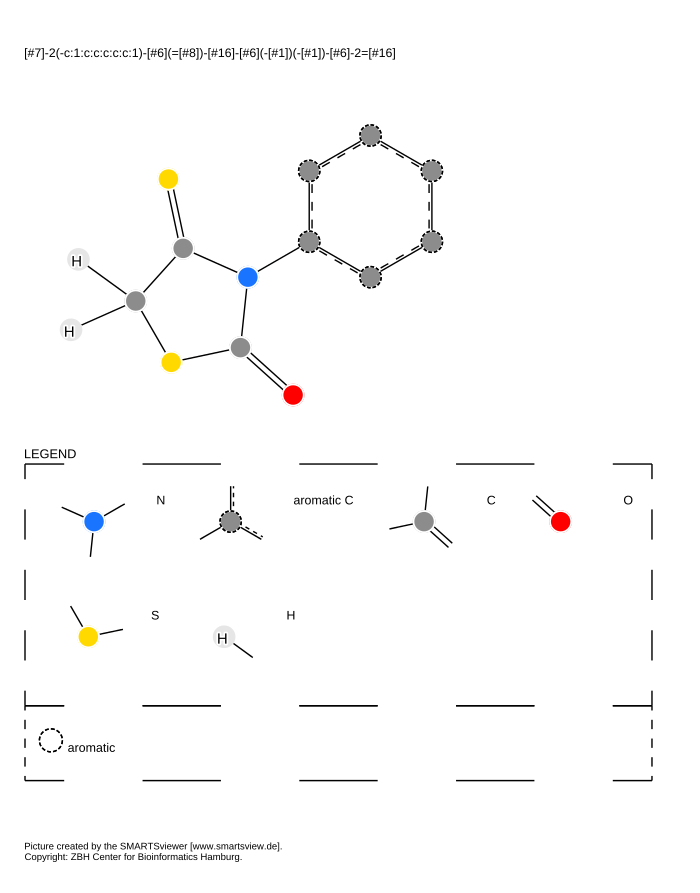 [#7]-2(-c:1:c:c:c:c:c:1)-[#6](=[#8])-[#16]-[#6](-[#1])(-[#1])-[#6]-2=[#16]
H
H
LEGEND
N aromatic C C O
S H H
aromatic
Picture created by the SMARTSviewer [www.smartsview.de].
Copyright: ZBH Center for Bioinformatics Hamburg.